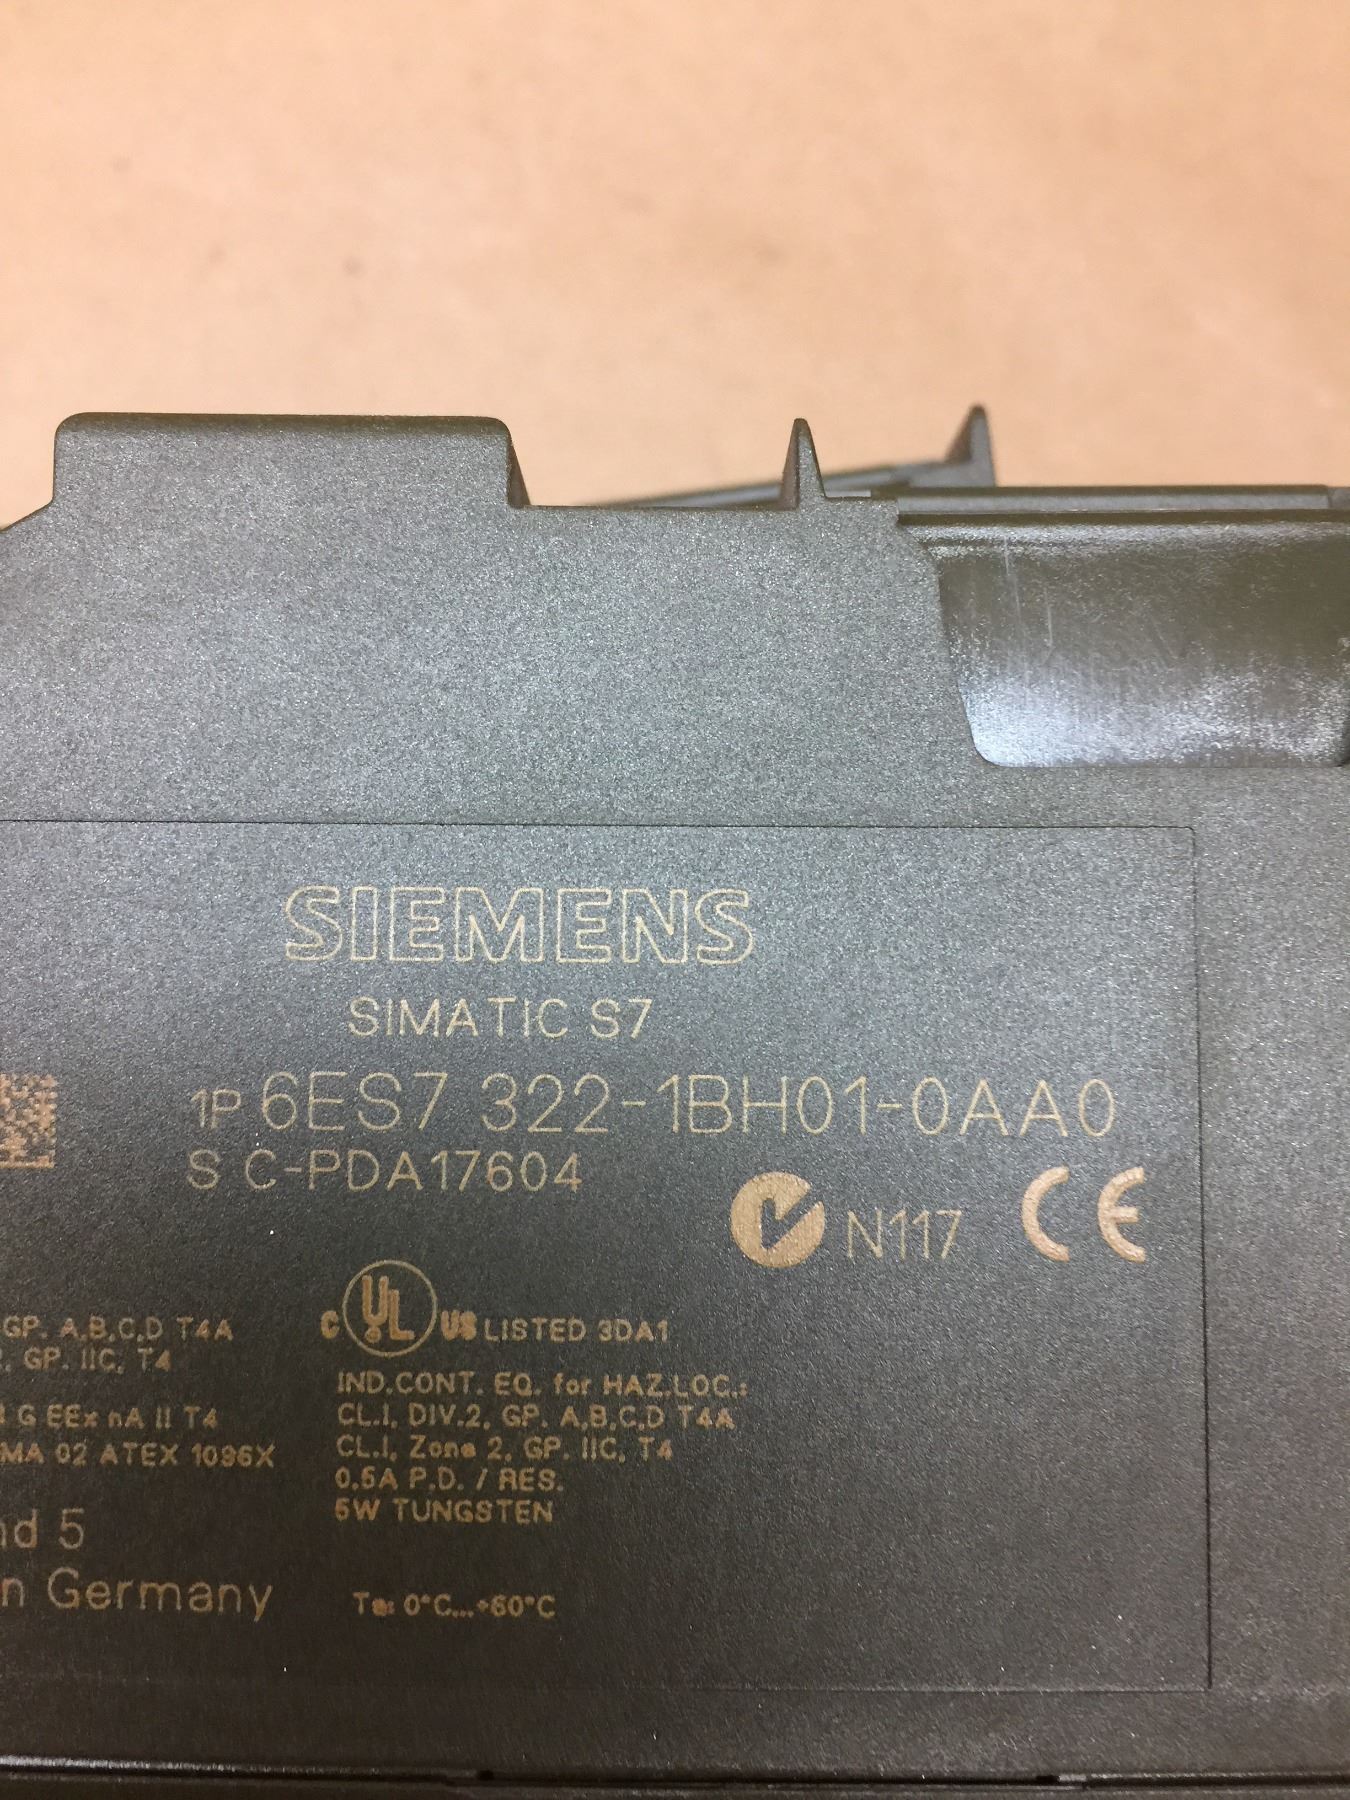 SIEMENS
SIMATIC S7
1P 6ES7 322-1BH01-0AA0
S C-PDA17604
N117 CE
C UL US LISTED 3DA1
IND.CONT. EQ. for HAZ.LOC.:
CL.I, DIV.2, GP. A,B,C,D T4A
CL.I, Zone 2, GP. IIC, T4
0.5A P.D. / RES.
5W TUNGSTEN
Ta: 0°C...+60°C
GP. A,B,C,D T4A
GP. IIC, T4
G EEx nA II T4
MA 02 ATEX 1096X
5
Germany